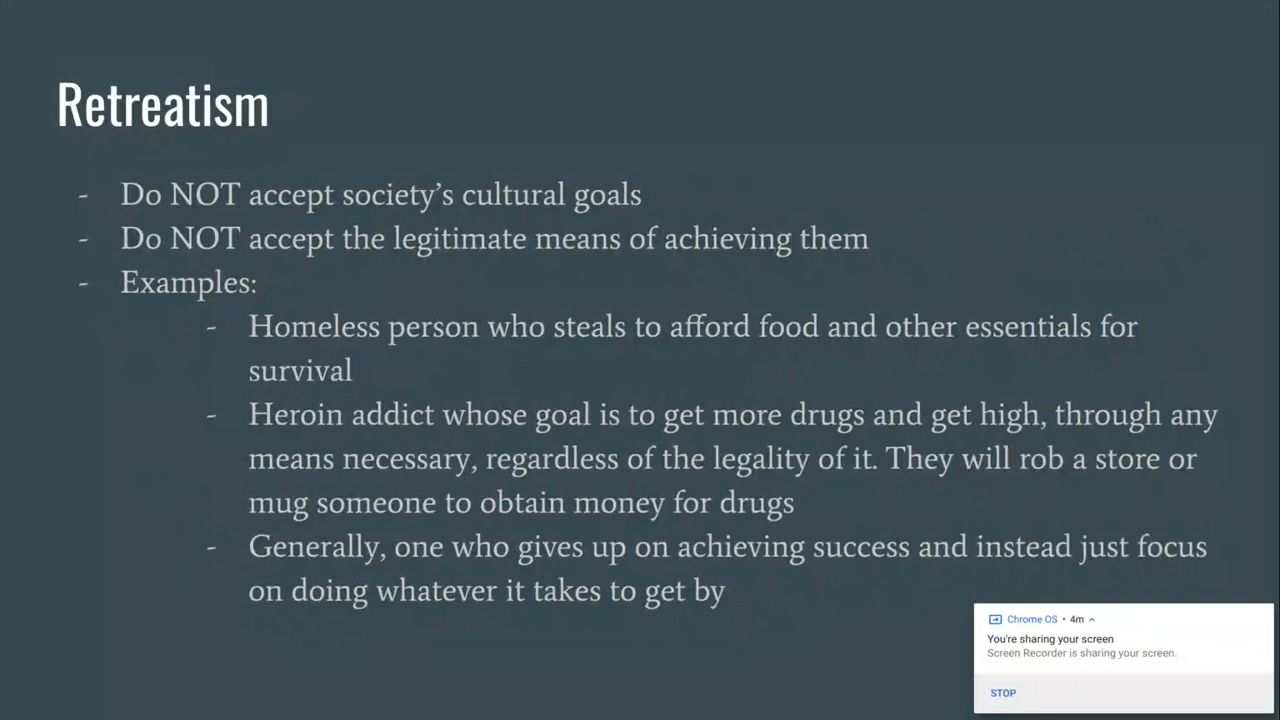 Retreatism
- Do NOT accept society’s cultural goals
- Do NOT accept the legitimate means of achieving them
- Examples:
- Homeless person who steals to afford food and other essentials for
survival
- Heroin addict whose goal is to get more drugs and get high, through any
means necessary, regardless of the legality of it. They will rob a store or
mug someone to obtain money for drugs
- Generally, one who gives up on achieving success and instead just focus
on doing whatever it takes to get by
Chrome OS • 4m
You're sharing your screen
Screen Recorder is sharing your screen.
STOP